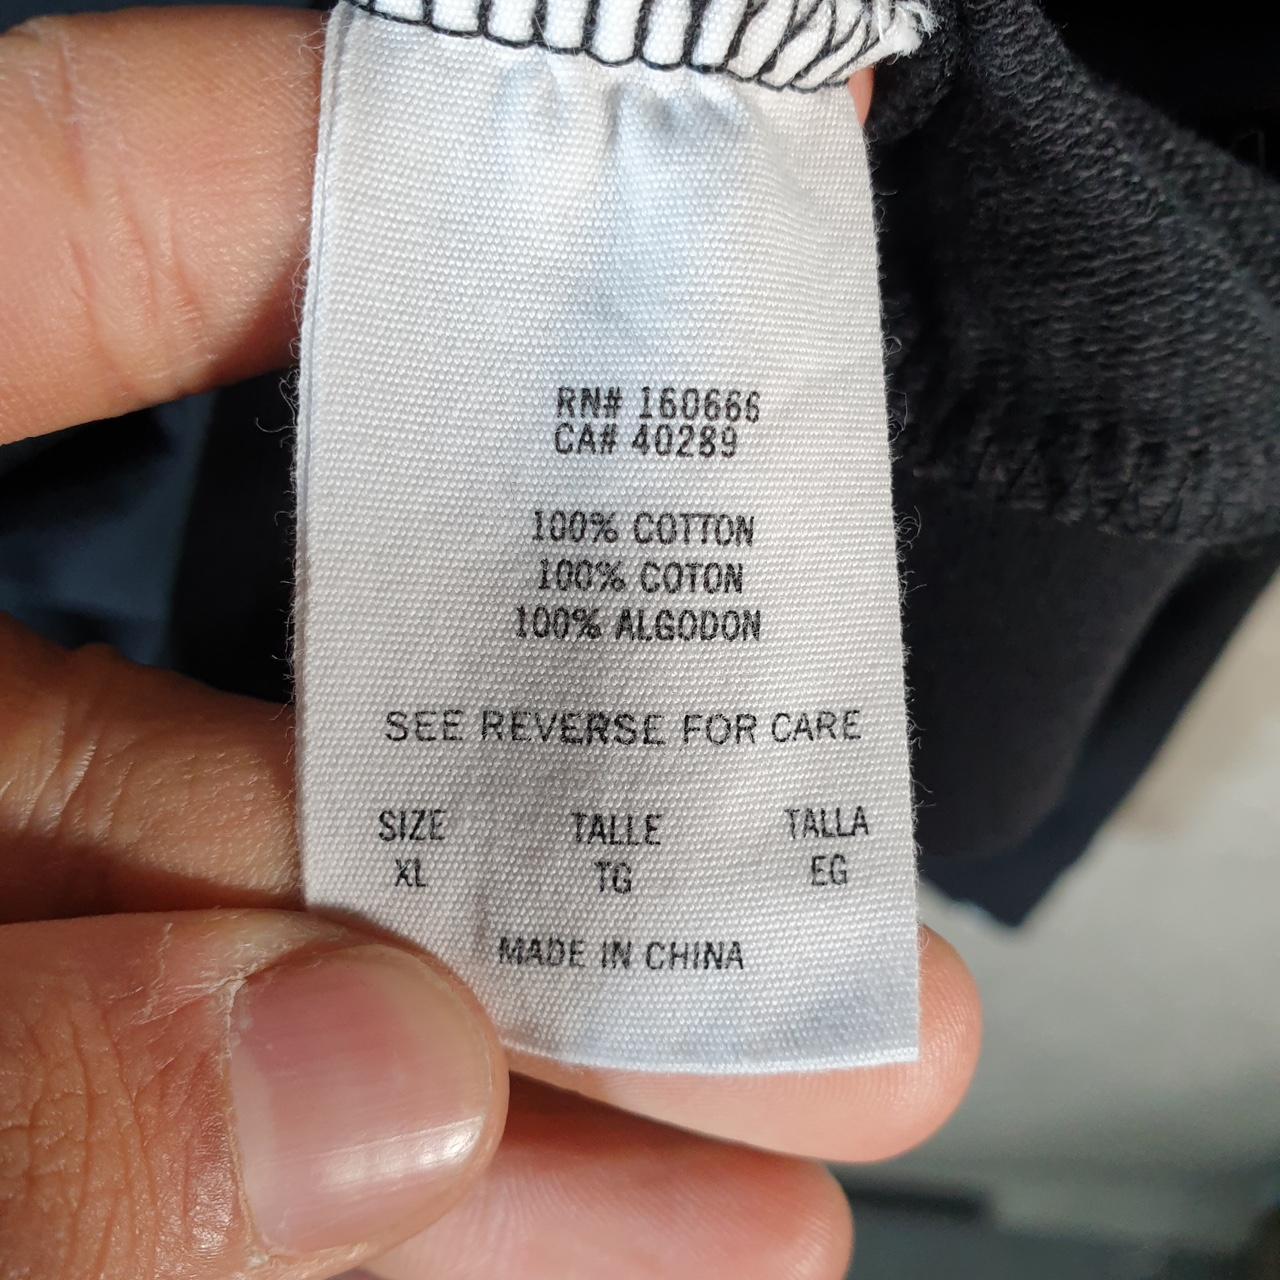 RN# 160666
CA# 40289
100% COTTON
100% COTON
100% ALGODON
SEE REVERSE FOR CARE
SIZE TALLE TALLA
XL TG EG
MADE IN CHINA